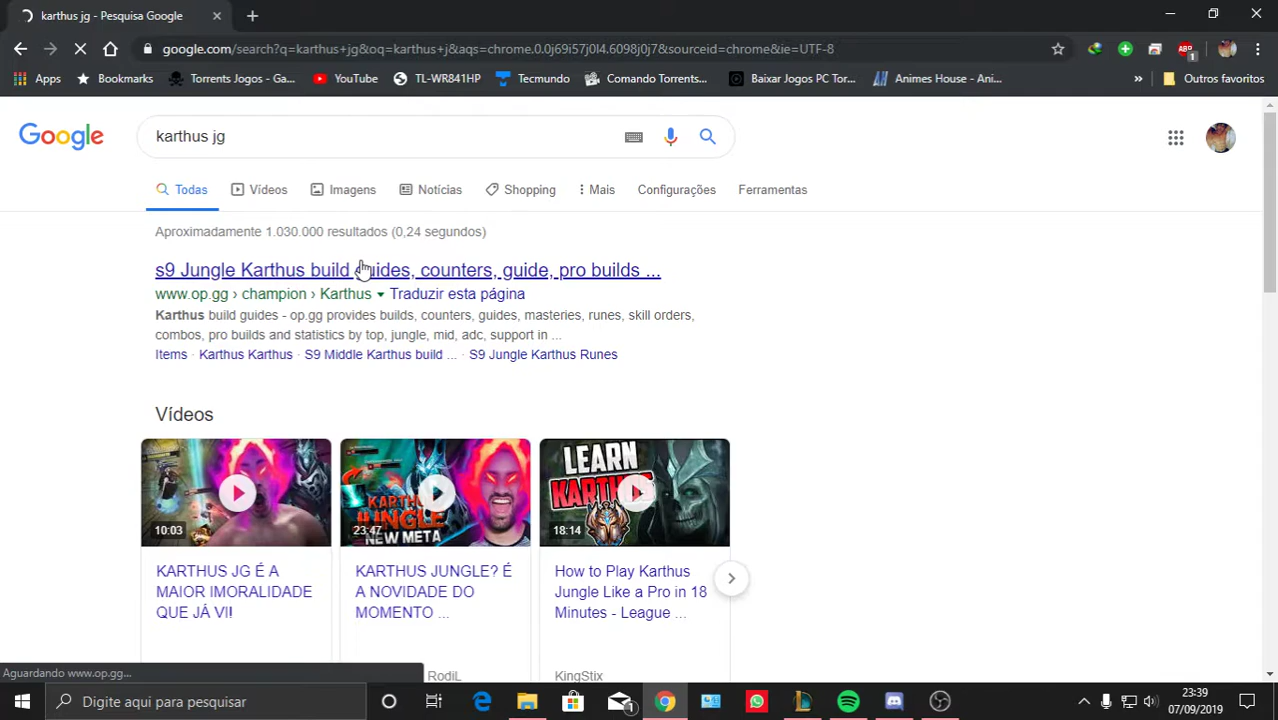 karthus jg - Pesquisa Google
google.com/search?q=karthus+jg&oq=karthus+j&aqs=chrome.0.0j69i57j0l4.6098j0j7&sourceid=chrome&ie=UTF-8
1
Apps Bookmarks Torrents Jogos - Ga... YouTube TL-WR841HP Tecmundo Comando Torrents... Baixar Jogos PC Tor... Animes House - Ani... » Outros favoritos
Google karthus jg
Todas Vídeos Imagens Notícias Shopping Mais Configurações Ferramentas
Aproximadamente 1.030.000 resultados (0,24 segundos)
s9 Jungle Karthus build guides, counters, guide, pro builds ...
www.op.gg › champion › Karthus Traduzir esta página
Karthus build guides - op.gg provides builds, counters, guides, masteries, runes, skill orders,
combos, pro builds and statistics by top, jungle, mid, adc, support in ...
Items · Karthus Karthus · S9 Middle Karthus build ... · S9 Jungle Karthus Runes
Vídeos
10:03
KARTHUS
JUNGLE
NEW META
23:47
LEARN
KARTHUS
18:14
KARTHUS JG É A
MAIOR IMORALIDADE
QUE JÁ VI!
KARTHUS JUNGLE? É
A NOVIDADE DO
MOMENTO ...
How to Play Karthus
Jungle Like a Pro in 18
Minutes - League ...
RodiL
KingStix
Aguardando www.op.gg...
Digite aqui para pesquisar
1
23:39
07/09/2019